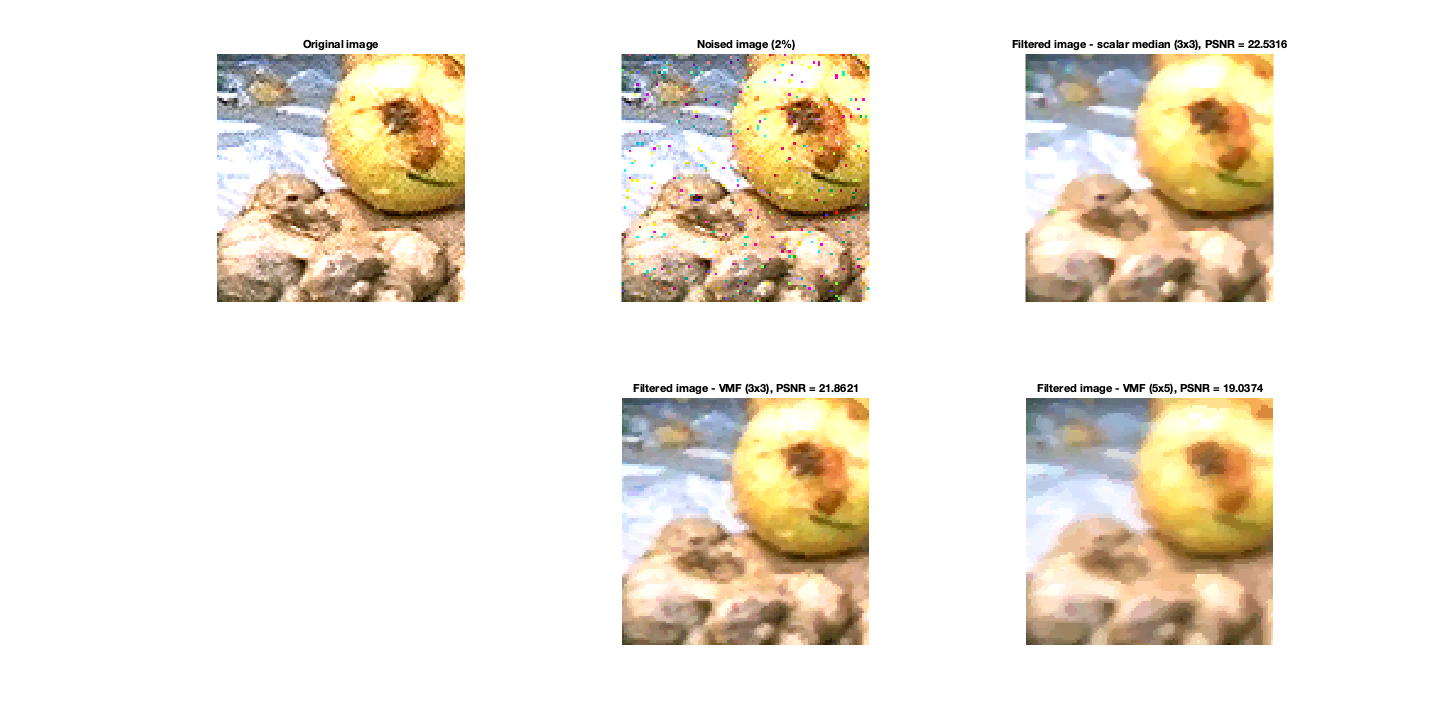 Original image
Noised image (2%)
Filtered image - scalar median (3x3), PSNR = 22.5316
Filtered image - VMF (3x3), PSNR = 21.8621
Filtered image - VMF (5x5), PSNR = 19.0374